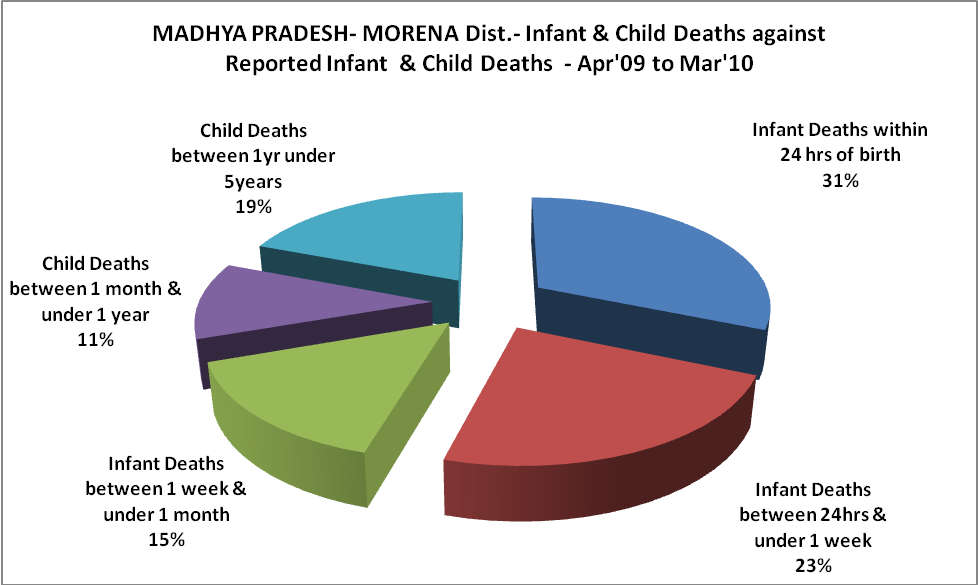 MADHYA PRADESH- MORENA Dist.- Infant & Child Deaths against
Reported Infant & Child Deaths - Apr'09 to Mar'10
Infant Deaths within
24 hrs of birth
31%
Infant Deaths
between 24hrs &
under 1 week
23%
Infant Deaths
between 1 week &
under 1 month
15%
Child Deaths
between 1 month &
under 1 year
11%
Child Deaths
between 1yr under
5years
19%